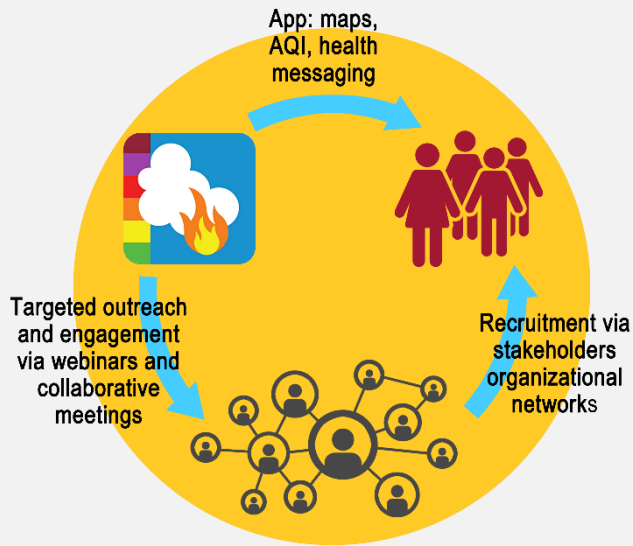 App: maps,
AQI, health
messaging
Targeted outreach
and engagement
via webinars and
collaborative
meetings
Recruitment via
stakeholders
organizational
networks